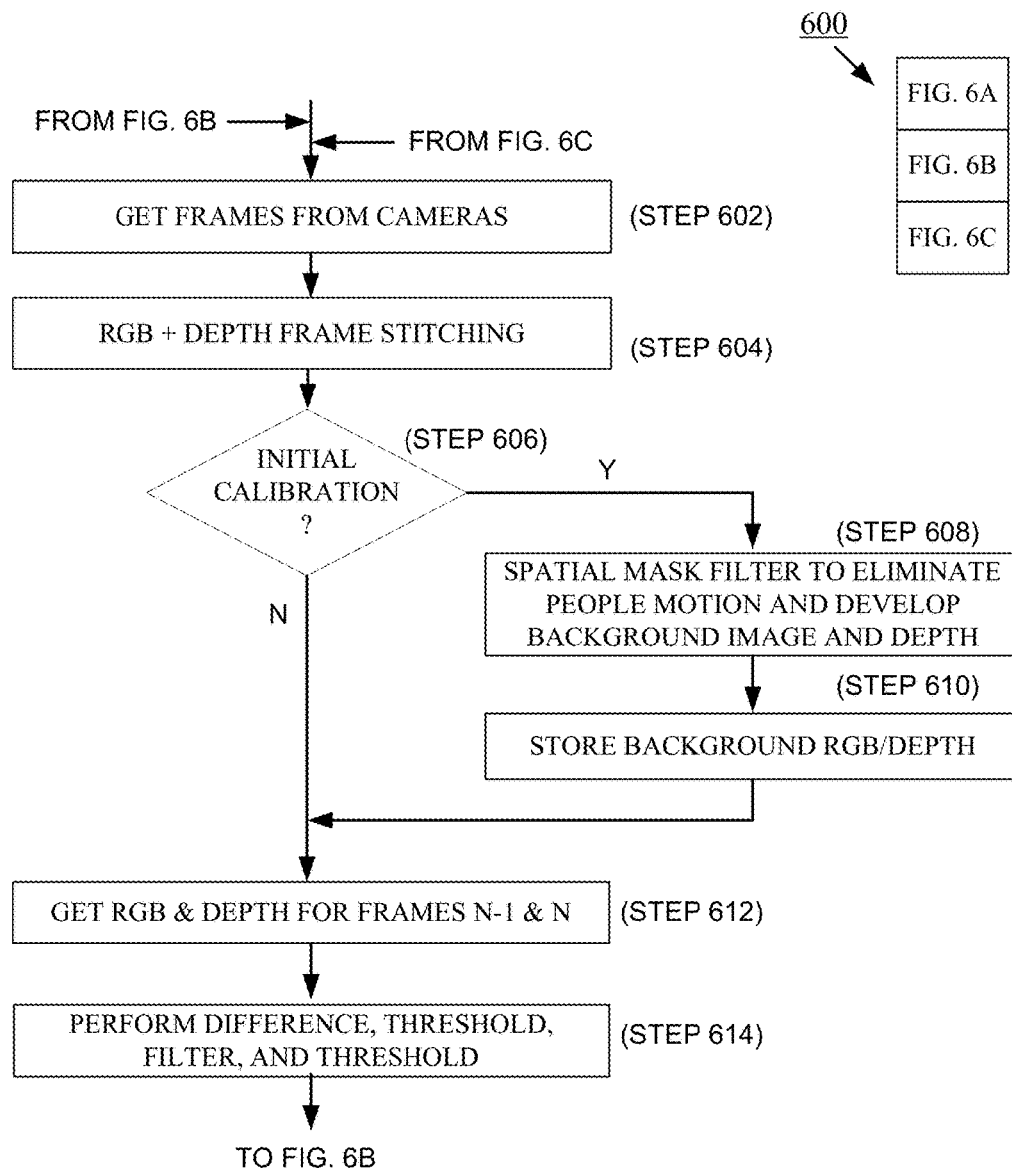 600
FIG. 6A
FIG. 6B
FIG. 6C
FROM FIG. 6B
FROM FIG. 6C
GET FRAMES FROM CAMERAS
(STEP 602)
RGB + DEPTH FRAME STITCHING
(STEP 604)
(STEP 606)
INITIAL
CALIBRATION
?
Y
N
(STEP 608)
SPATIAL MASK FILTER TO ELIMINATE
PEOPLE MOTION AND DEVELOP
BACKGROUND IMAGE AND DEPTH
(STEP 610)
STORE BACKGROUND RGB/DEPTH
GET RGB & DEPTH FOR FRAMES N-1 & N
(STEP 612)
PERFORM DIFFERENCE, THRESHOLD,
FILTER, AND THRESHOLD
(STEP 614)
TO FIG. 6B